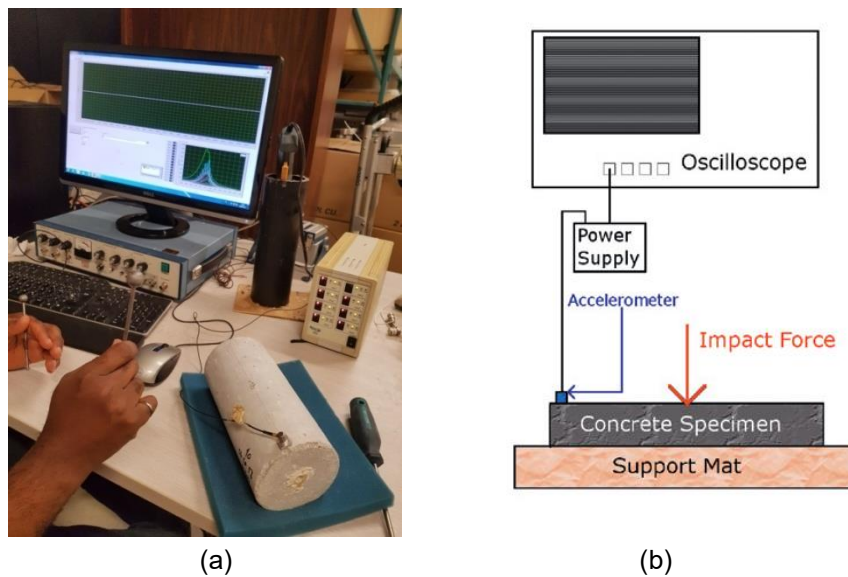 Oscilloscope
Power
Supply
Accelerometer
Impact Force
Concrete Specimen
Support Mat
(a)
(b)